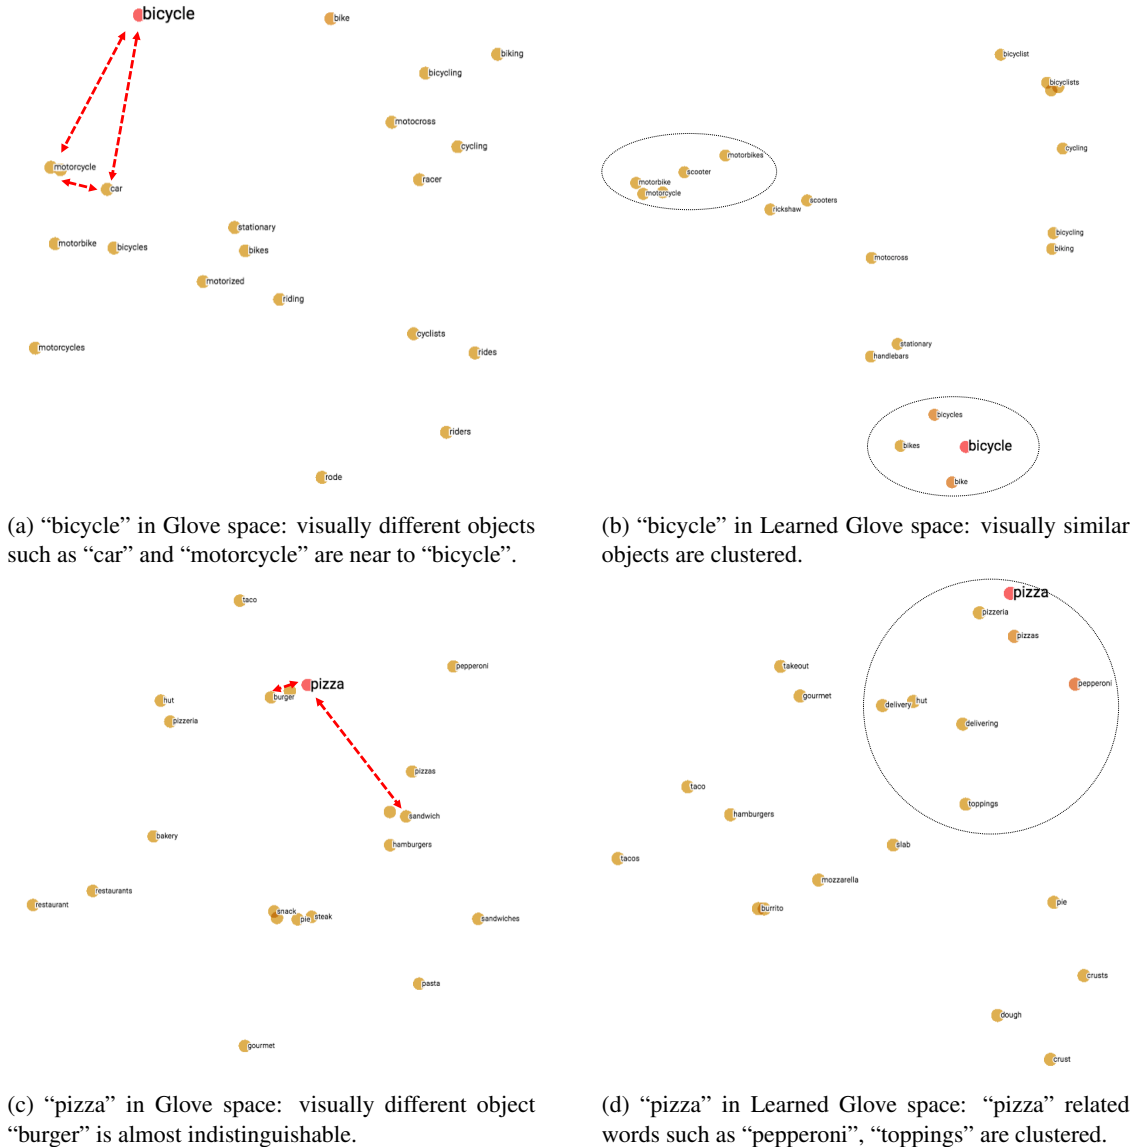 bicycle
bike
biking
bicycling
motocross
cycling
motorcycle
racer
car
stationary
motorbike
bicycles
bikes
motorized
riding
cyclists
motorcycles
rides
riders
rode
(a) “bicycle” in Glove space: visually different objects
such as “car” and “motorcycle” are near to “bicycle”.
bicyclist
bicyclists
cycling
motorbikes
scooter
motorbike
motorcycle
scooters
rickshaw
bicycling
biking
motocross
stationary
handlebars
bicycles
bikes
bicycle
bike
(b) “bicycle” in Learned Glove space: visually similar
objects are clustered.
taco
pepperoni
pizza
burger
hut
pizzeria
pizzas
sandwich
bakery
hamburgers
restaurants
restaurant
snack
pie
steak
sandwiches
pasta
gourmet
(c) “pizza” in Glove space: visually different object
“burger” is almost indistinguishable.
pizza
pizzeria
pizzas
takeout
pepperoni
gourmet
delivery
hut
delivering
taco
toppings
hamburgers
slab
tacos
mozzarella
burrito
pie
crusts
dough
crust
(d) “pizza” in Learned Glove space: “pizza” related
words such as “pepperoni”, “toppings” are clustered.